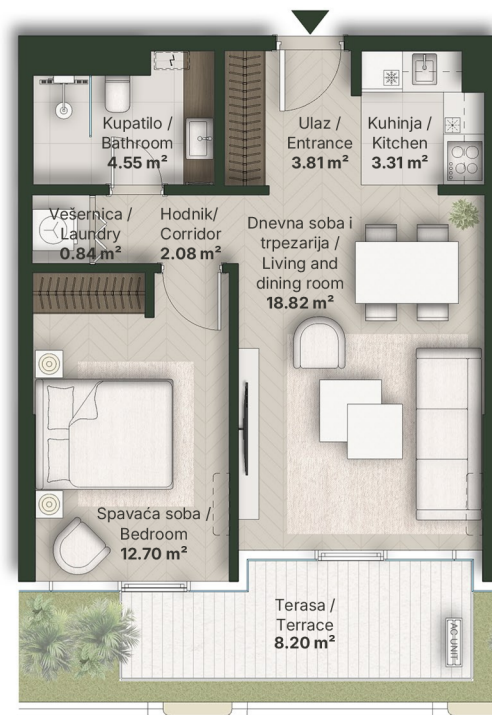 Kupatilo /
Bathroom
4.55 m²
Ulaz /
Entrance
3.81 m²
Kuhinja /
Kitchen
3.31 m²
Vešernica /
Laundry
0.84 m²
Hodnik/
Corridor
2.08 m²
Dnevna soba i
trpezarija /
Living and
dining room
18.82 m²
Spavaća soba /
Bedroom
12.70 m²
Terasa /
Terrace
8.20 m²
AC UNIT